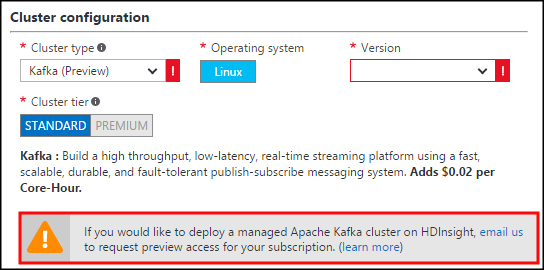 Cluster configuration
* Cluster type * Operating system * Version
Kafka (Preview) ! Linux !
* Cluster tier
STANDARD PREMIUM
Kafka : Build a high throughput, low-latency, real-time streaming platform using a fast,
scalable, durable, and fault-tolerant publish-subscribe messaging system. Adds $0.02 per
Core-Hour.
If you would like to deploy a managed Apache Kafka cluster on HDInsight, email us
to request preview access for your subscription. (learn more)